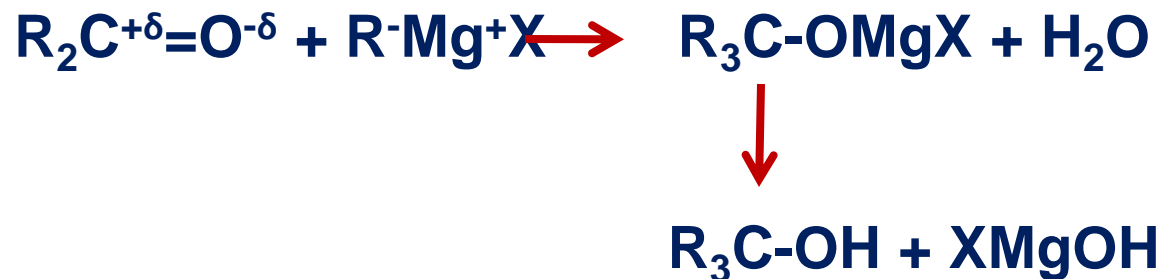 R₂C⁺ᵟ=O⁻ᵟ + R⁻Mg⁺X → R₃C-OMgX + H₂O
↓
R₃C-OH + XMgOH